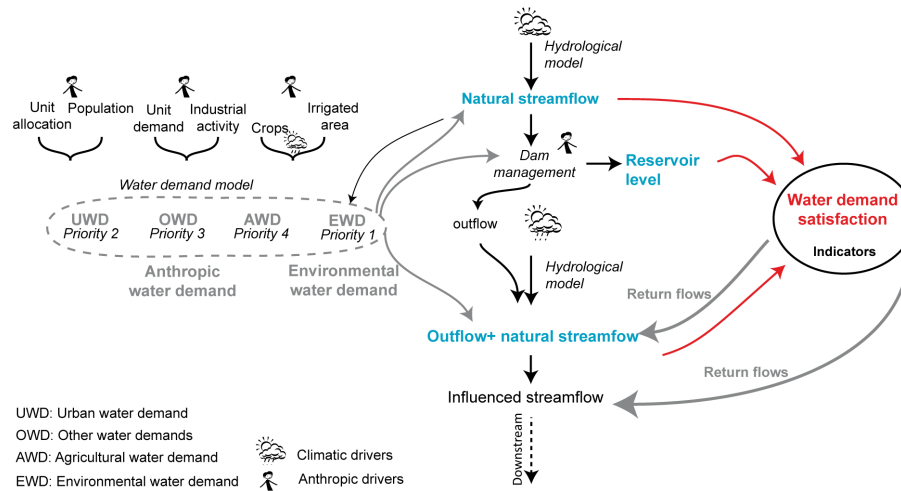 Hydrological
model
Natural streamflow
Unit
allocation
Population
Unit
demand
Industrial
activity
Crops
Irrigated
area
Dam
management
Reservoir
level
Water demand model
UWD
Priority 2
OWD
Priority 3
AWD
Priority 4
EWD
Priority 1
Anthropic
water demand
Environmental
water demand
outflow
Hydrological
model
Water demand
satisfaction
Indicators
Return flows
Outflow+ natural streamfow
Return flows
Influenced streamflow
Downstream
UWD: Urban water demand
OWD: Other water demands
AWD: Agricultural water demand
EWD: Environmental water demand
Climatic drivers
Anthropic drivers